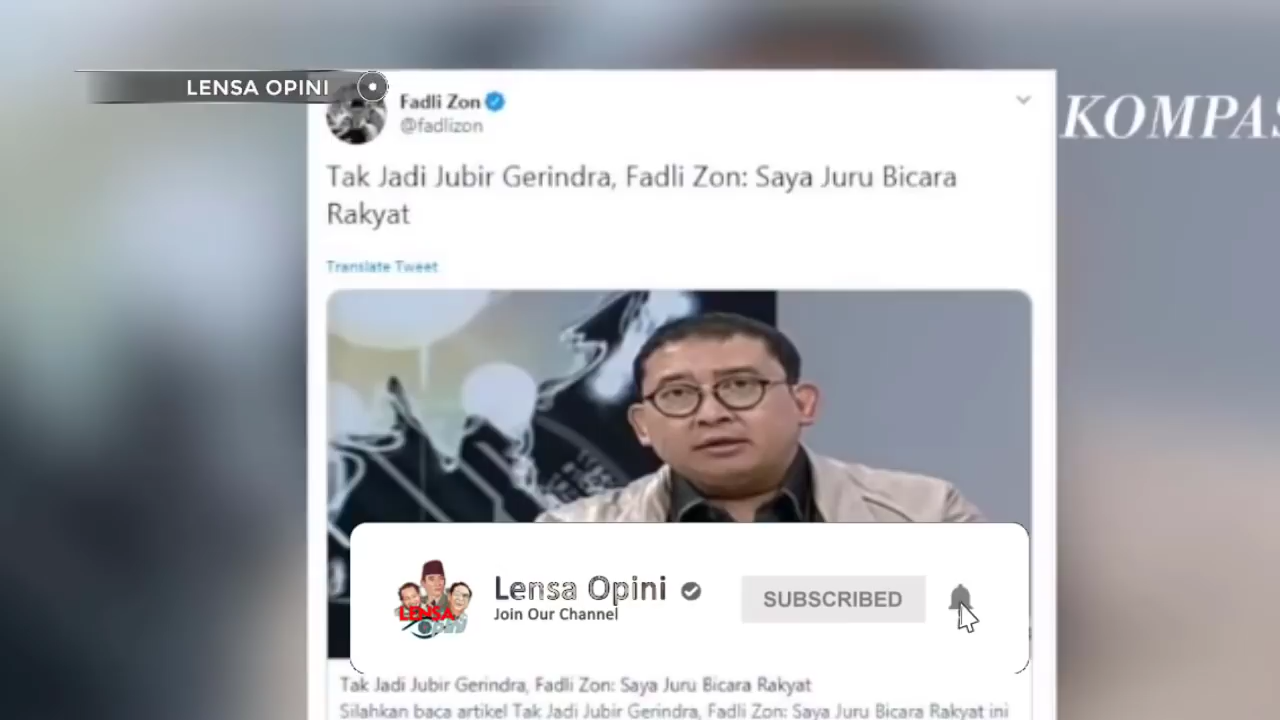 LENSA OPINI
Fadli Zon
@fadlizon
KOMPAS
Tak Jadi Jubir Gerindra, Fadli Zon: Saya Juru Bicara
Rakyat
Translate Tweet
LENSA
Opini
Lensa Opini
Join Our Channel
SUBSCRIBED
Tak Jadi Jubir Gerindra, Fadli Zon: Saya Juru Bicara Rakyat
Silahkan baca artikel Tak Jadi Jubir Gerindra, Fadli Zon: Saya Juru Bicara Rakyat ini